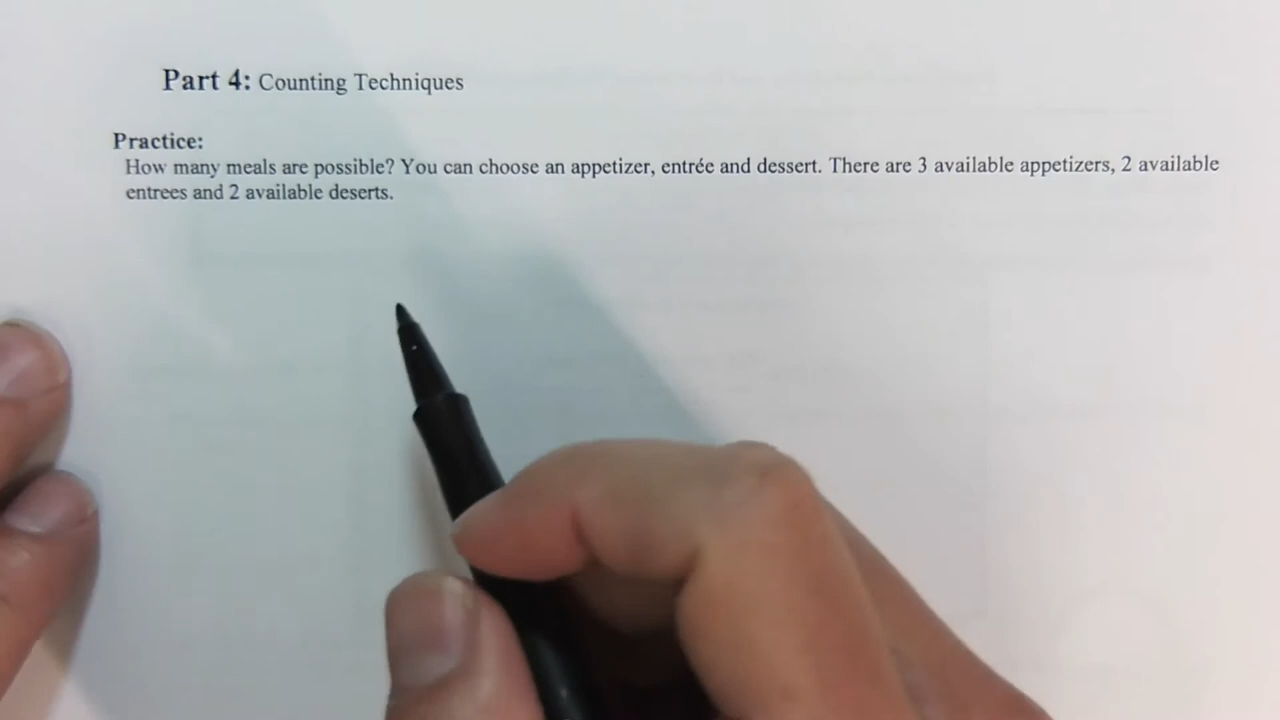 Part 4: Counting Techniques
Practice:
How many meals are possible? You can choose an appetizer, entrée and dessert. There are 3 available appetizers, 2 available
entrees and 2 available deserts.